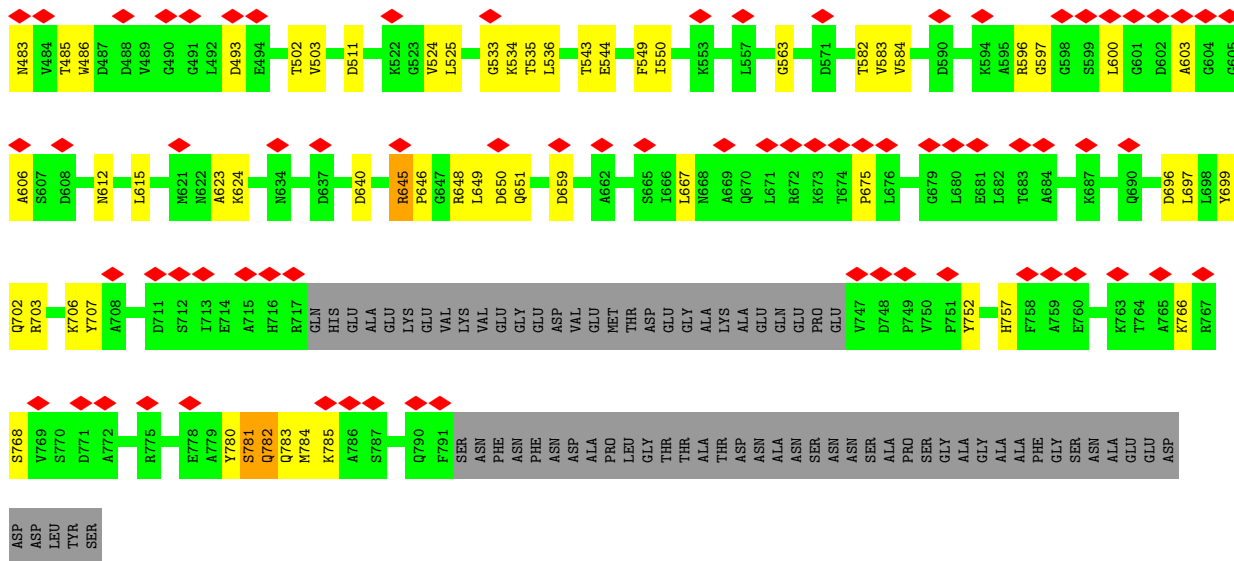 N483 V484 T485 W486 D487 D488 V489 G490 G491 L492 D493 E494 T502 V503 D511 K522 G523 V524 L525 G533 K534 T535 L536 T543 E544 F549 I550 K553 L557 G563 D571 T582 V583 V584 D590 K594 A595 R596 G597 G598 S599 L600 G601 D602 A603 G604 G605
A606 S607 D608 N612 L615 M621 N622 A623 K624 N634 D637 D640 R645 P646 G647 R648 L649 D650 Q651 D659 A662 S665 I666 L667 N668 A669 Q670 L671 R672 K673 T674 P675 L676 G679 L680 E681 L682 T683 A684 K687 Q690 D696 L697 L698 Y699
Q702 R703 K706 Y707 A708 D711 S712 I713 E714 A715 H716 R717 GLN HIS GLU ALA GLU LYS GLU VAL LYS VAL GLU GLY GLU ASP VAL GLU MET THR ASP GLU GLY ALA LYS ALA GLU GLN GLU PRO GLU V747 D748 P749 V750 P751 Y752 H757 F758 A759 E760 K763 T764 A765 K766 R767
S768 V769 S770 D771 A772 R775 E778 A779 Y780 S781 Q782 Q783 M784 K785 A786 S787 Q790 F791 SER ASN PHE ASN PHE ASN ASP ALA PRO LEU GLY THR THR ALA THR ASP ASN ALA ASN SER ASN ASN SER ALA PRO SER GLY ALA GLY ALA ALA PHE GLY SER ASN ALA GLU GLU ASP
ASP ASP LEU TYR SER